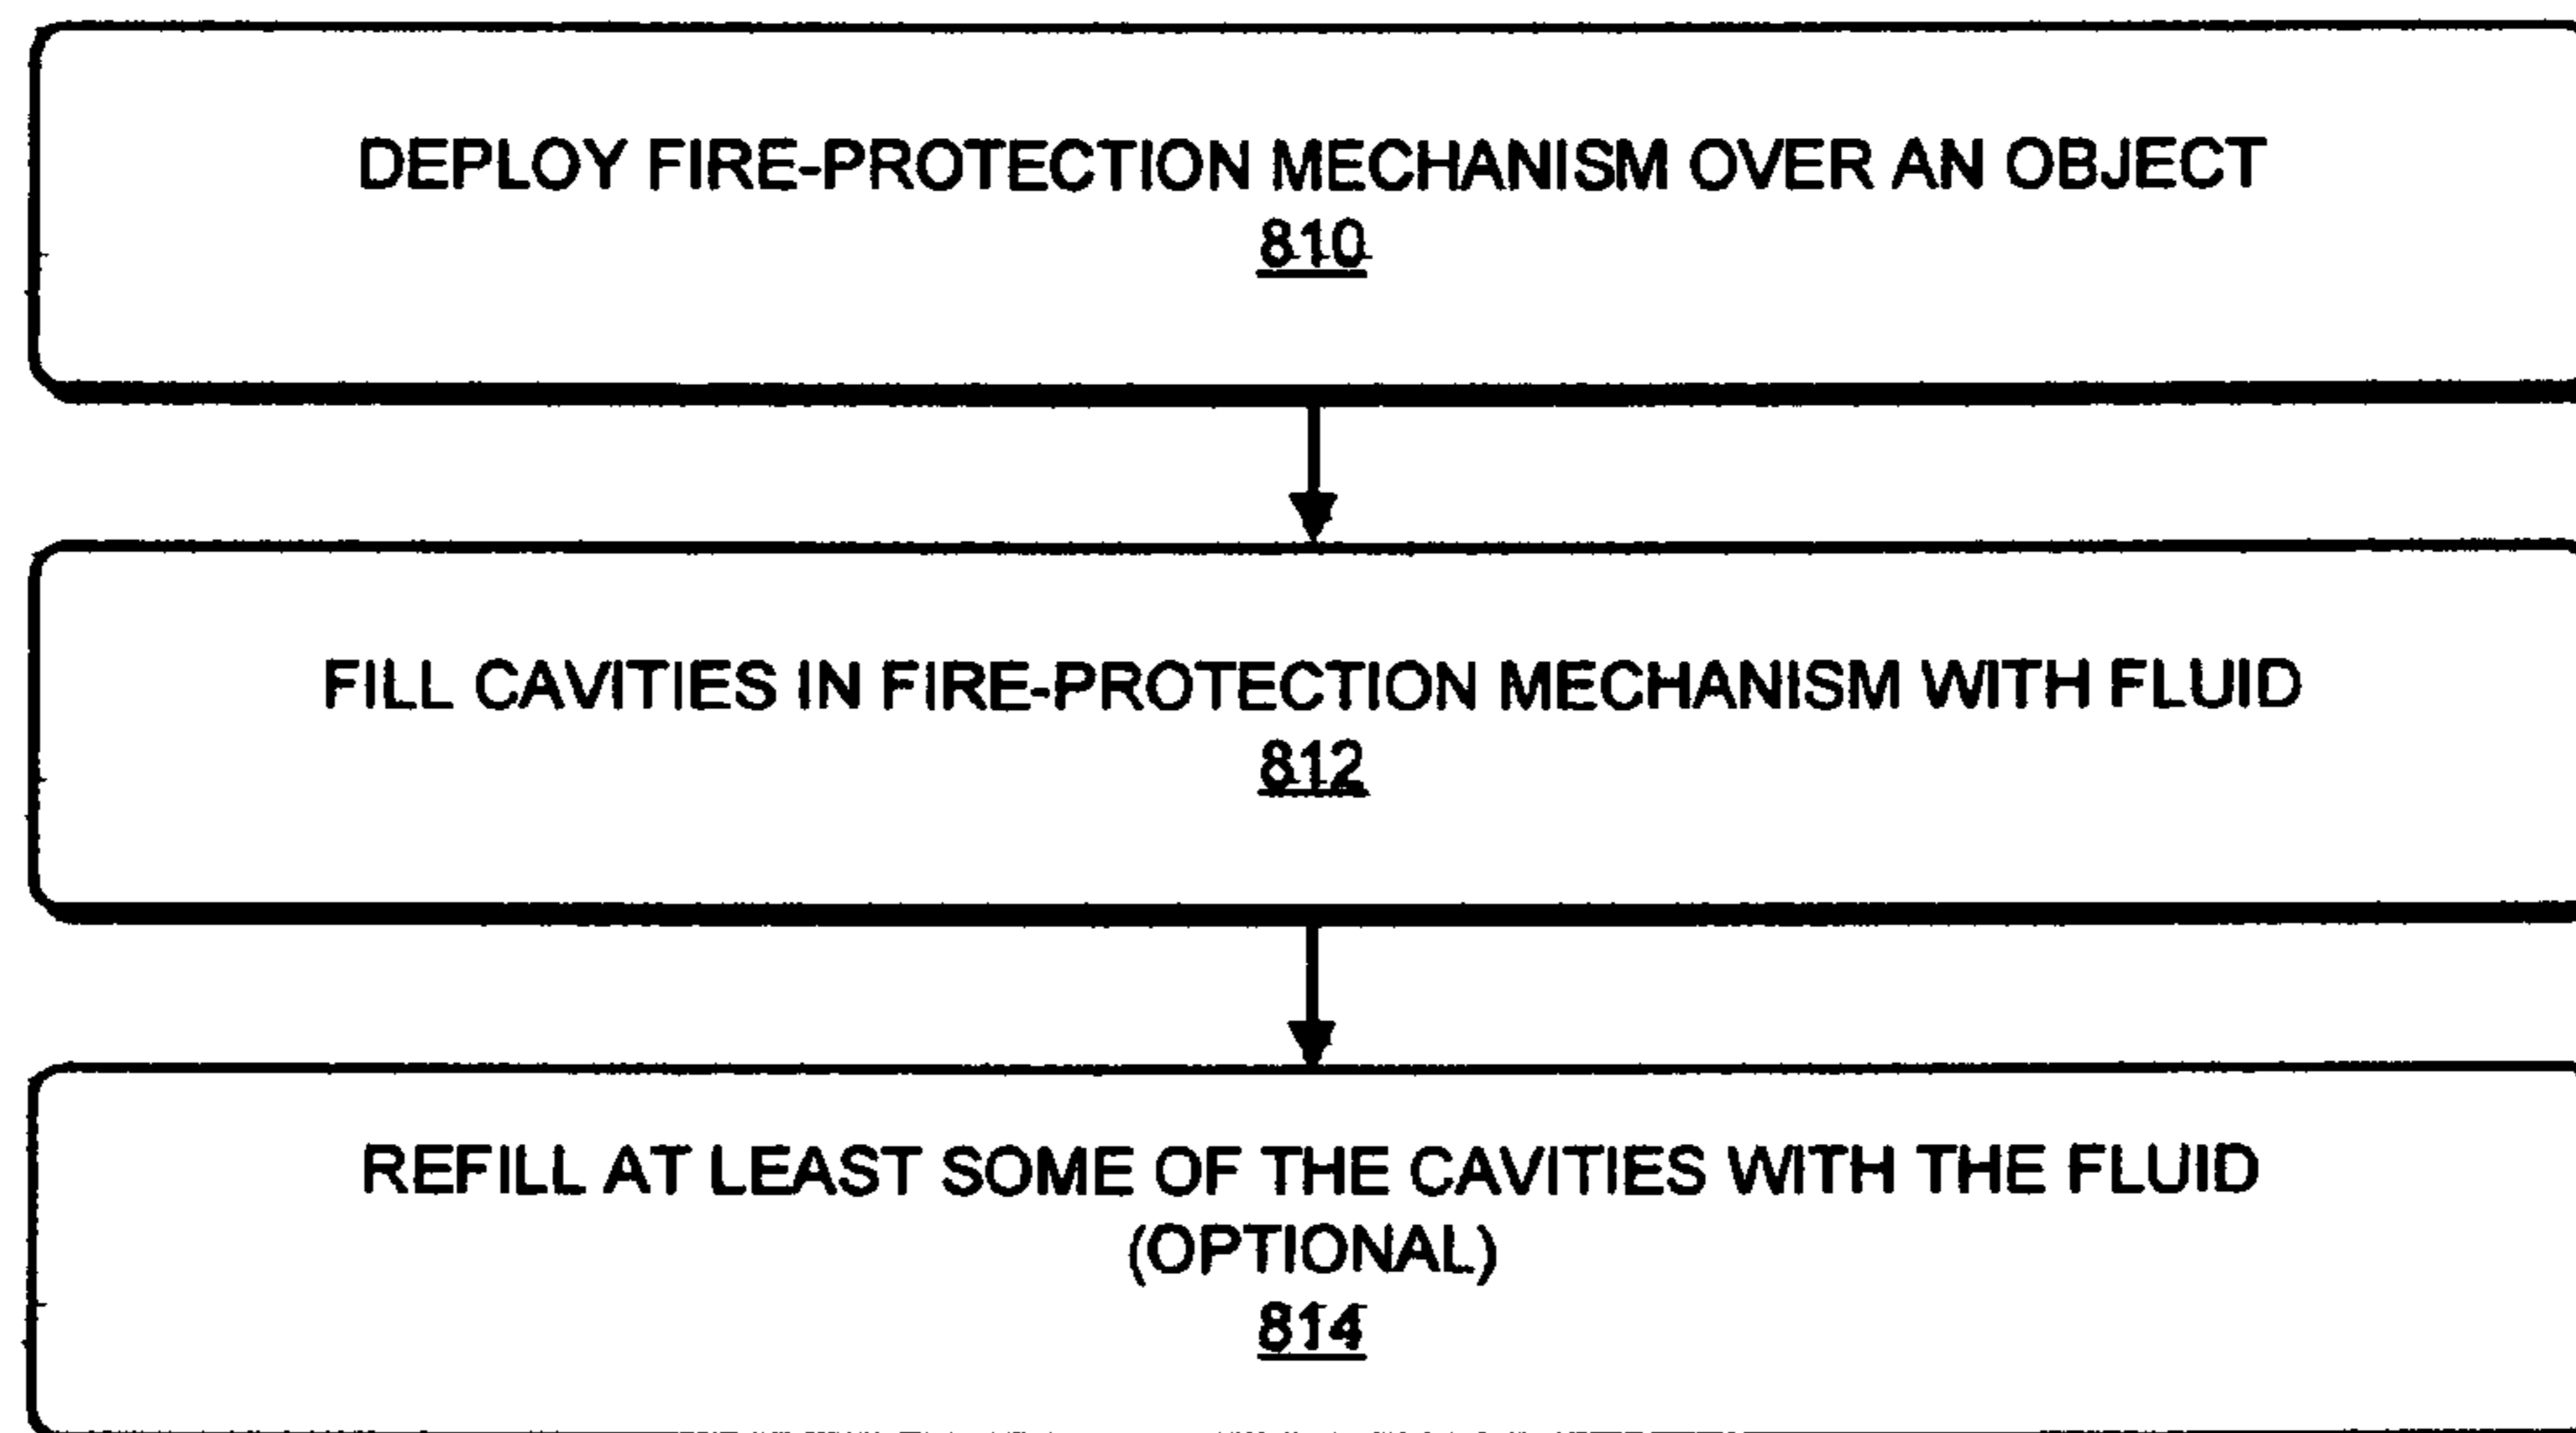 DEPLOY FIRE-PROTECTION MECHANISM OVER AN OBJECT
810
FILL CAVITIES IN FIRE-PROTECTION MECHANISM WITH FLUID
812
REFILL AT LEAST SOME OF THE CAVITIES WITH THE FLUID
(OPTIONAL)
814